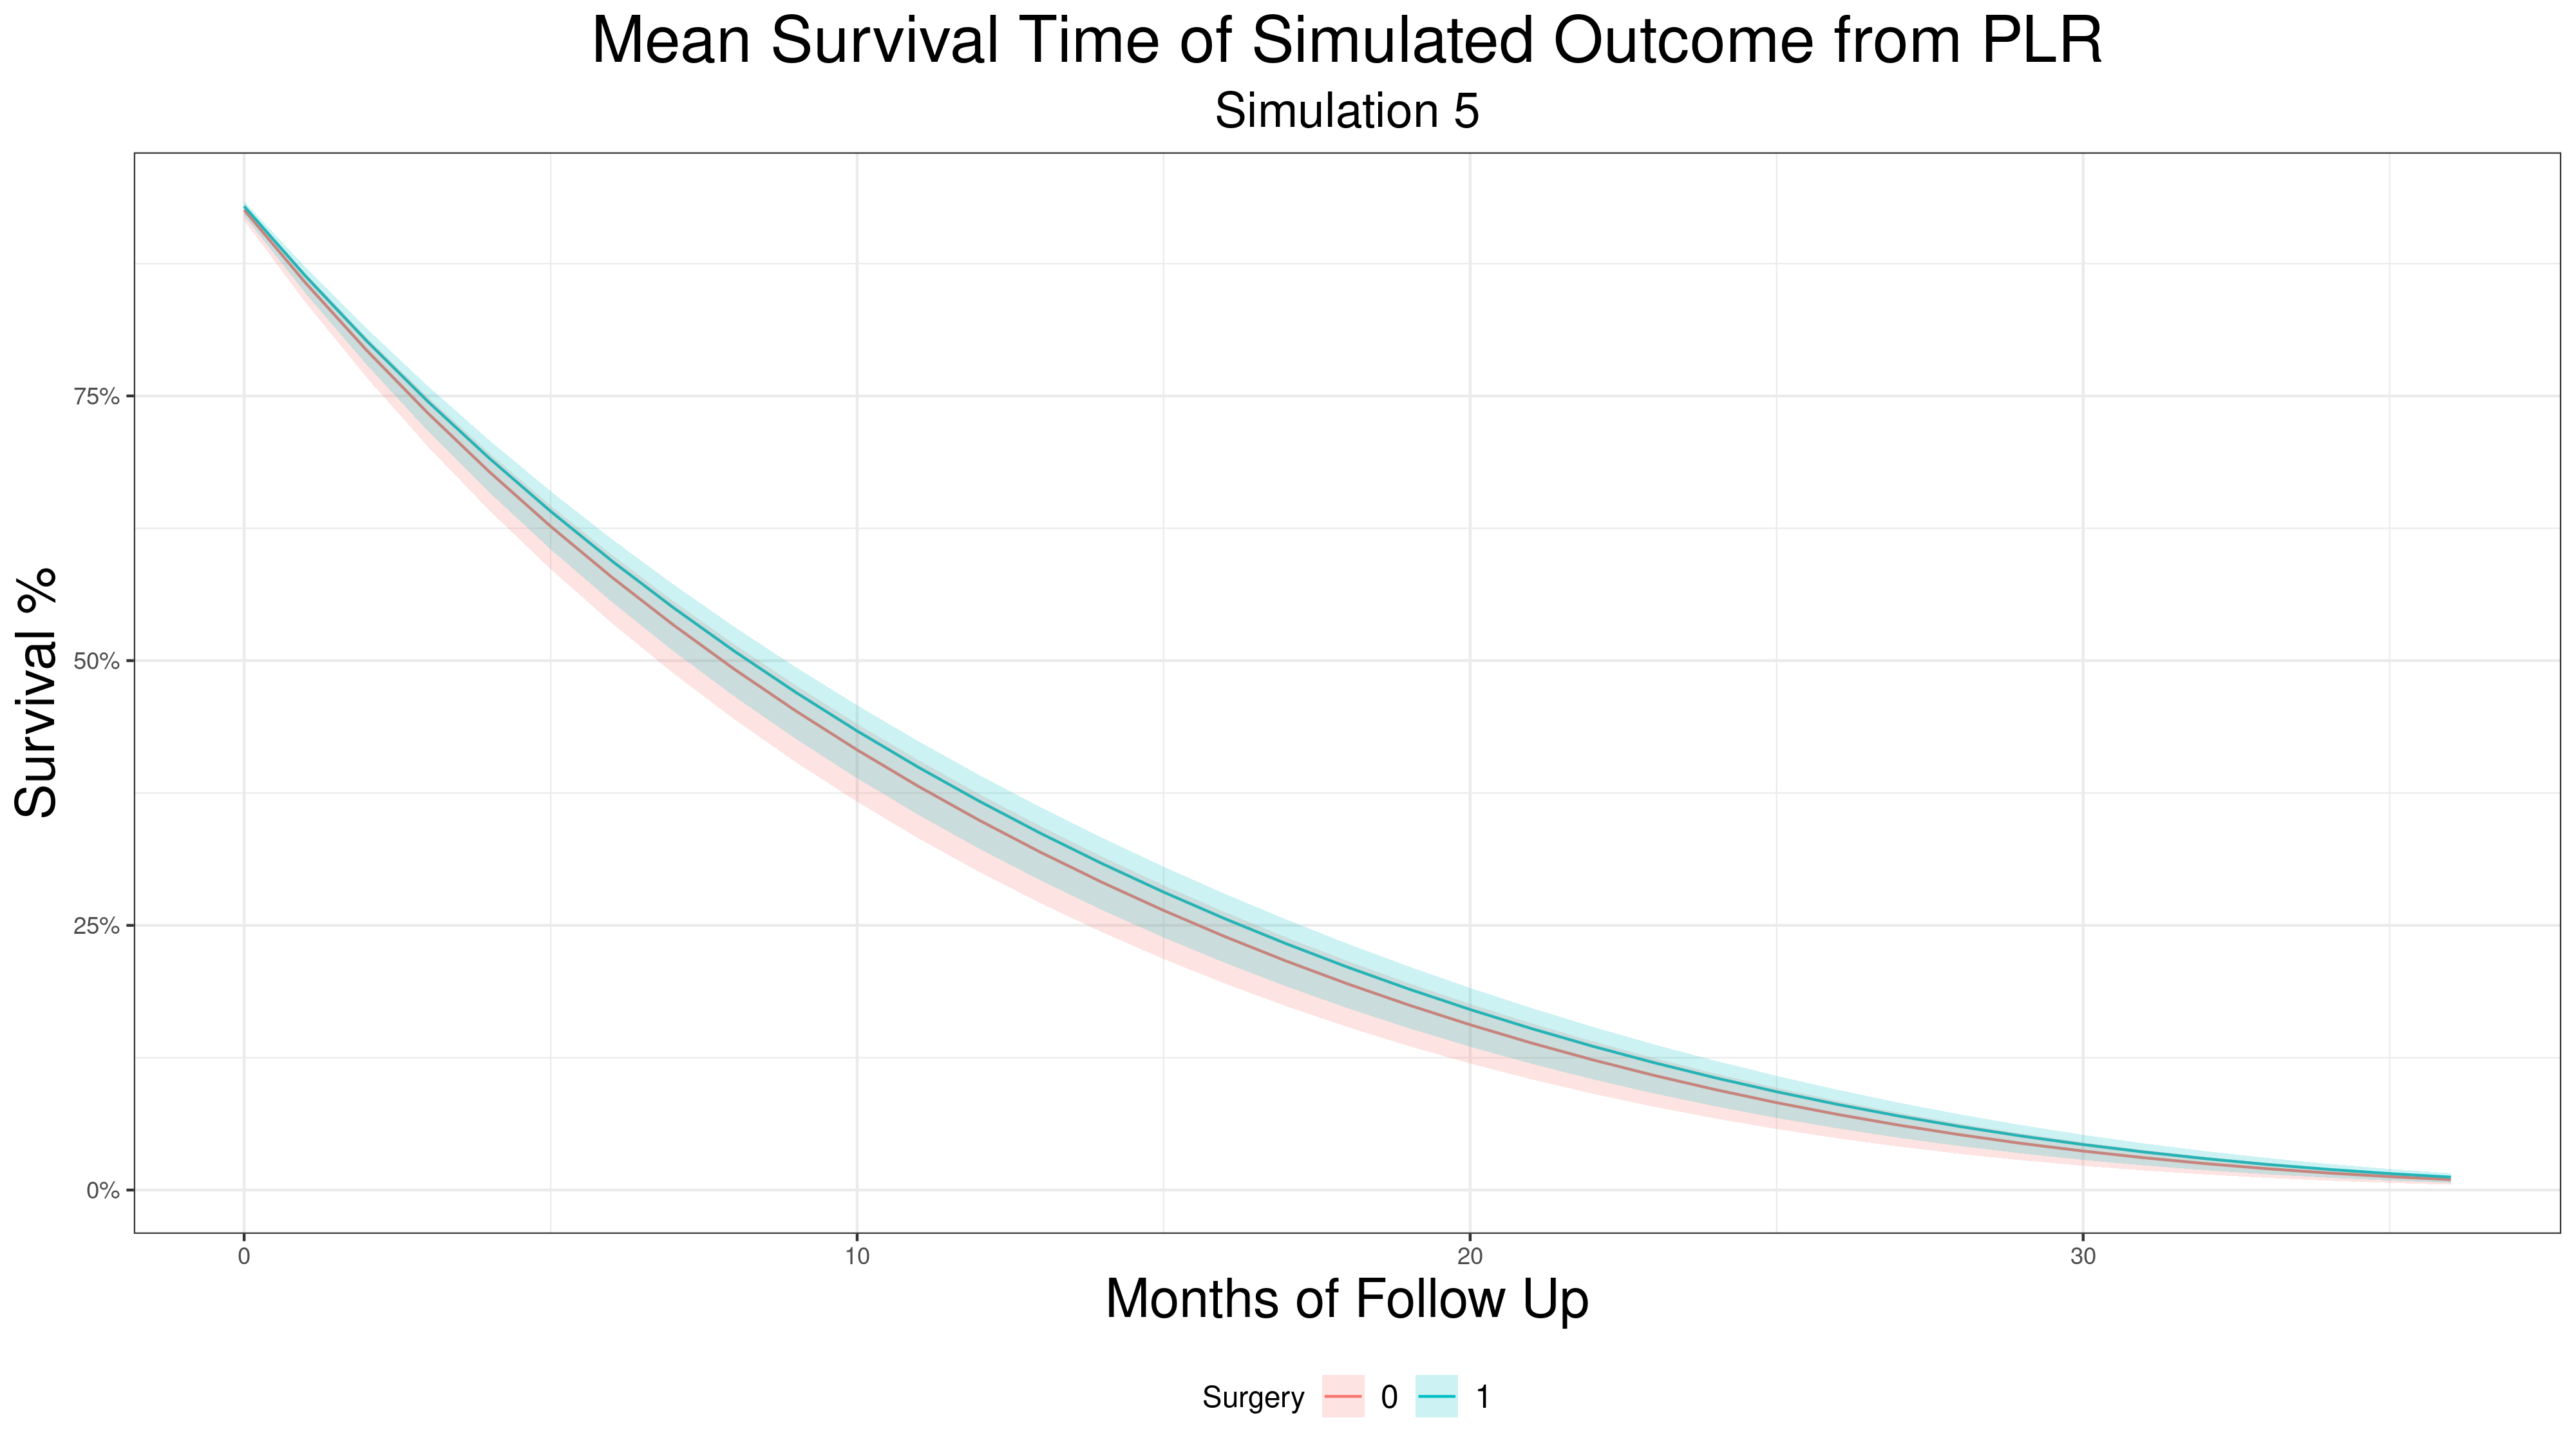 Mean Survival Time of Simulated Outcome from PLR
Simulation 5
Survival %
75%
50%
25%
0%
0 10 20 30
Months of Follow Up
Surgery 0 1